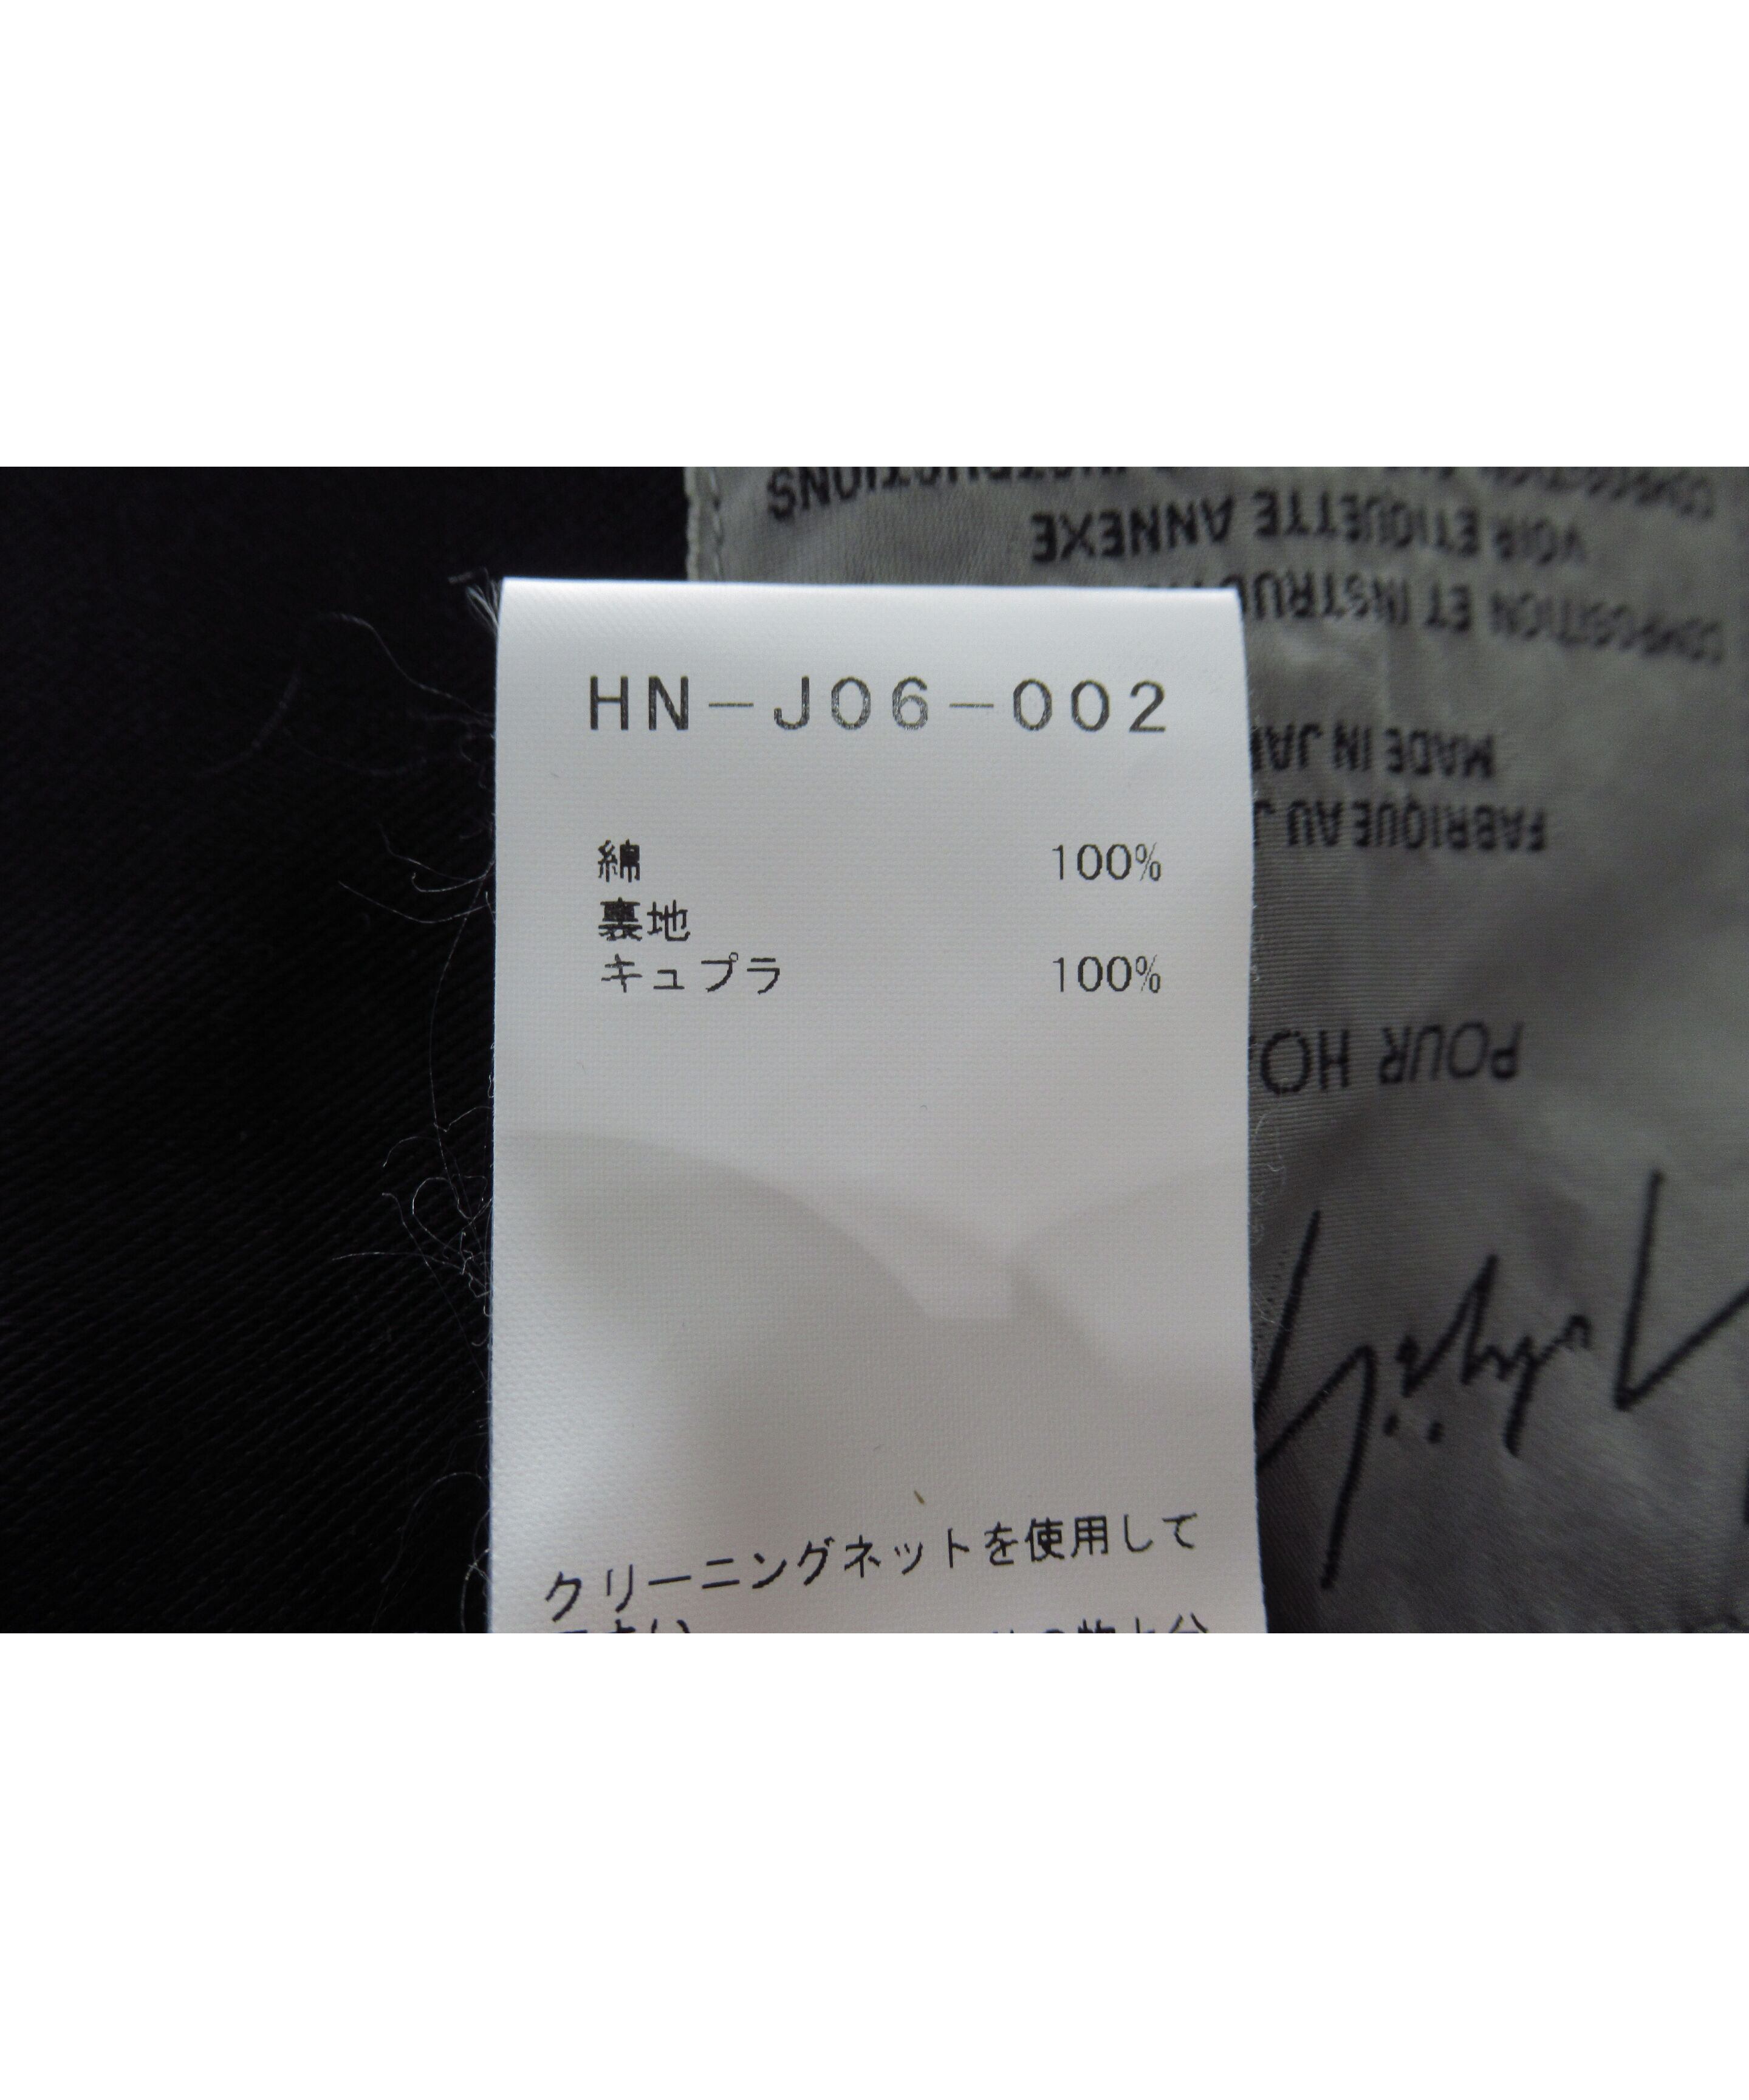 HN-J06-002
綿 100%
裏地
キュプラ 100%
クリーニングネットを使用して
INSTRUCTIONS
VOIR ETIQUETTE ANNEXE
COMPOSITION ET
MADE IN
FABRIQUE AU
POUR